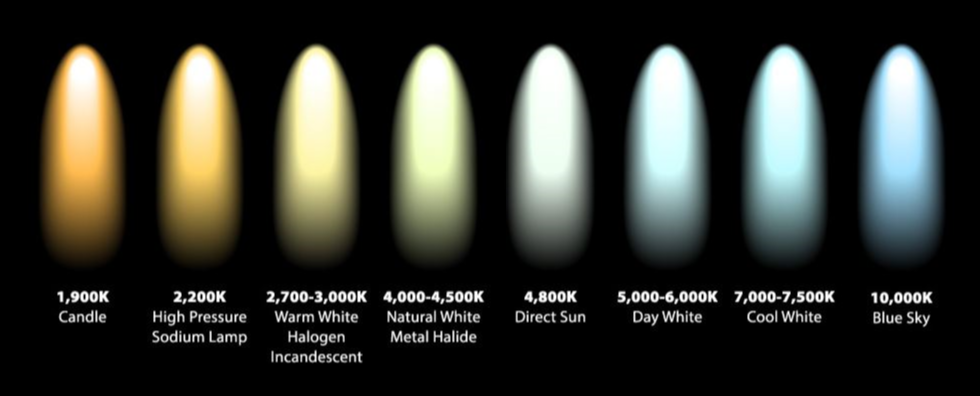 1,900K
Candle
2,200K
High Pressure
Sodium Lamp
2,700-3,000K
Warm White
Halogen
Incandescent
4,000-4,500K
Natural White
Metal Halide
4,800K
Direct Sun
5,000-6,000K
Day White
7,000-7,500K
Cool White
10,000K
Blue Sky